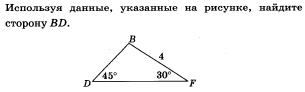 Используя данные, указанные на рисунке, найдите
сторону BD.
B
4
45°
30°
D
F